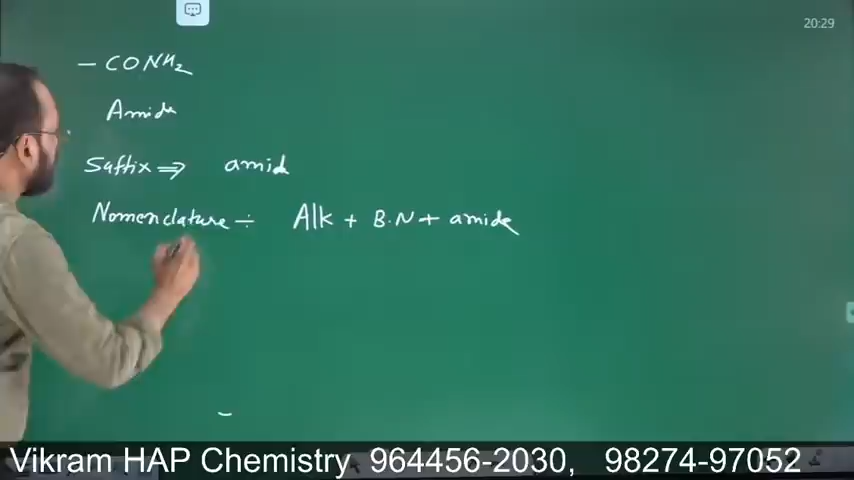 20:29
– CONH₂
Amide
Suffix ⇒ amid
Nomenclature ÷ Alk + B.N + amide
Vikram HAP Chemistry 964456-2030, 98274-97052